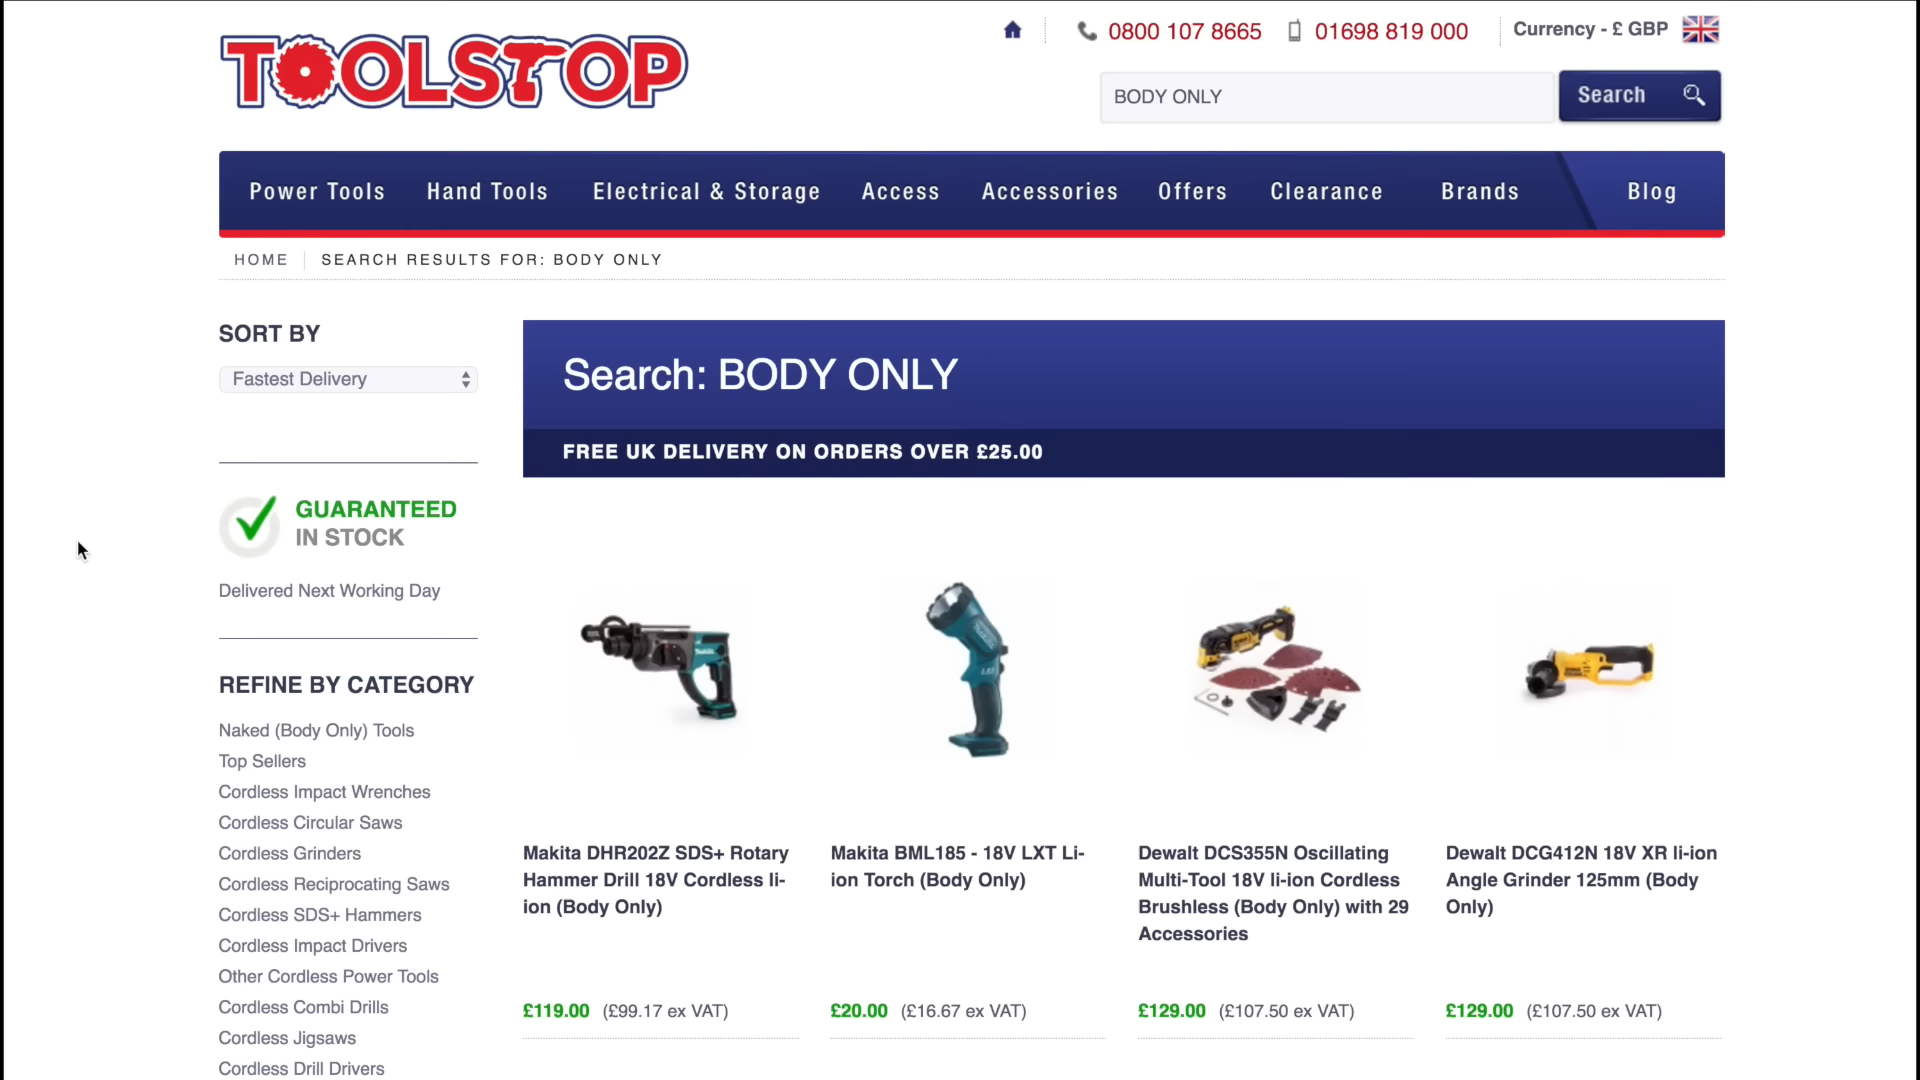 TOOLSTOP
0800 107 8665
01698 819 000
Currency - £ GBP
BODY ONLY
Search
Power Tools
Hand Tools
Electrical & Storage
Access
Accessories
Offers
Clearance
Brands
Blog
HOME
SEARCH RESULTS FOR: BODY ONLY
SORT BY
Fastest Delivery
GUARANTEED
IN STOCK
Delivered Next Working Day
REFINE BY CATEGORY
Naked (Body Only) Tools
Top Sellers
Cordless Impact Wrenches
Cordless Circular Saws
Cordless Grinders
Cordless Reciprocating Saws
Cordless SDS+ Hammers
Cordless Impact Drivers
Other Cordless Power Tools
Cordless Combi Drills
Cordless Jigsaws
Cordless Drill Drivers
Search: BODY ONLY
FREE UK DELIVERY ON ORDERS OVER £25.00
Makita DHR202Z SDS+ Rotary
Hammer Drill 18V Cordless li-
ion (Body Only)
£119.00 (£99.17 ex VAT)
Makita BML185 - 18V LXT Li-
ion Torch (Body Only)
£20.00 (£16.67 ex VAT)
Dewalt DCS355N Oscillating
Multi-Tool 18V li-ion Cordless
Brushless (Body Only) with 29
Accessories
£129.00 (£107.50 ex VAT)
Dewalt DCG412N 18V XR li-ion
Angle Grinder 125mm (Body
Only)
£129.00 (£107.50 ex VAT)